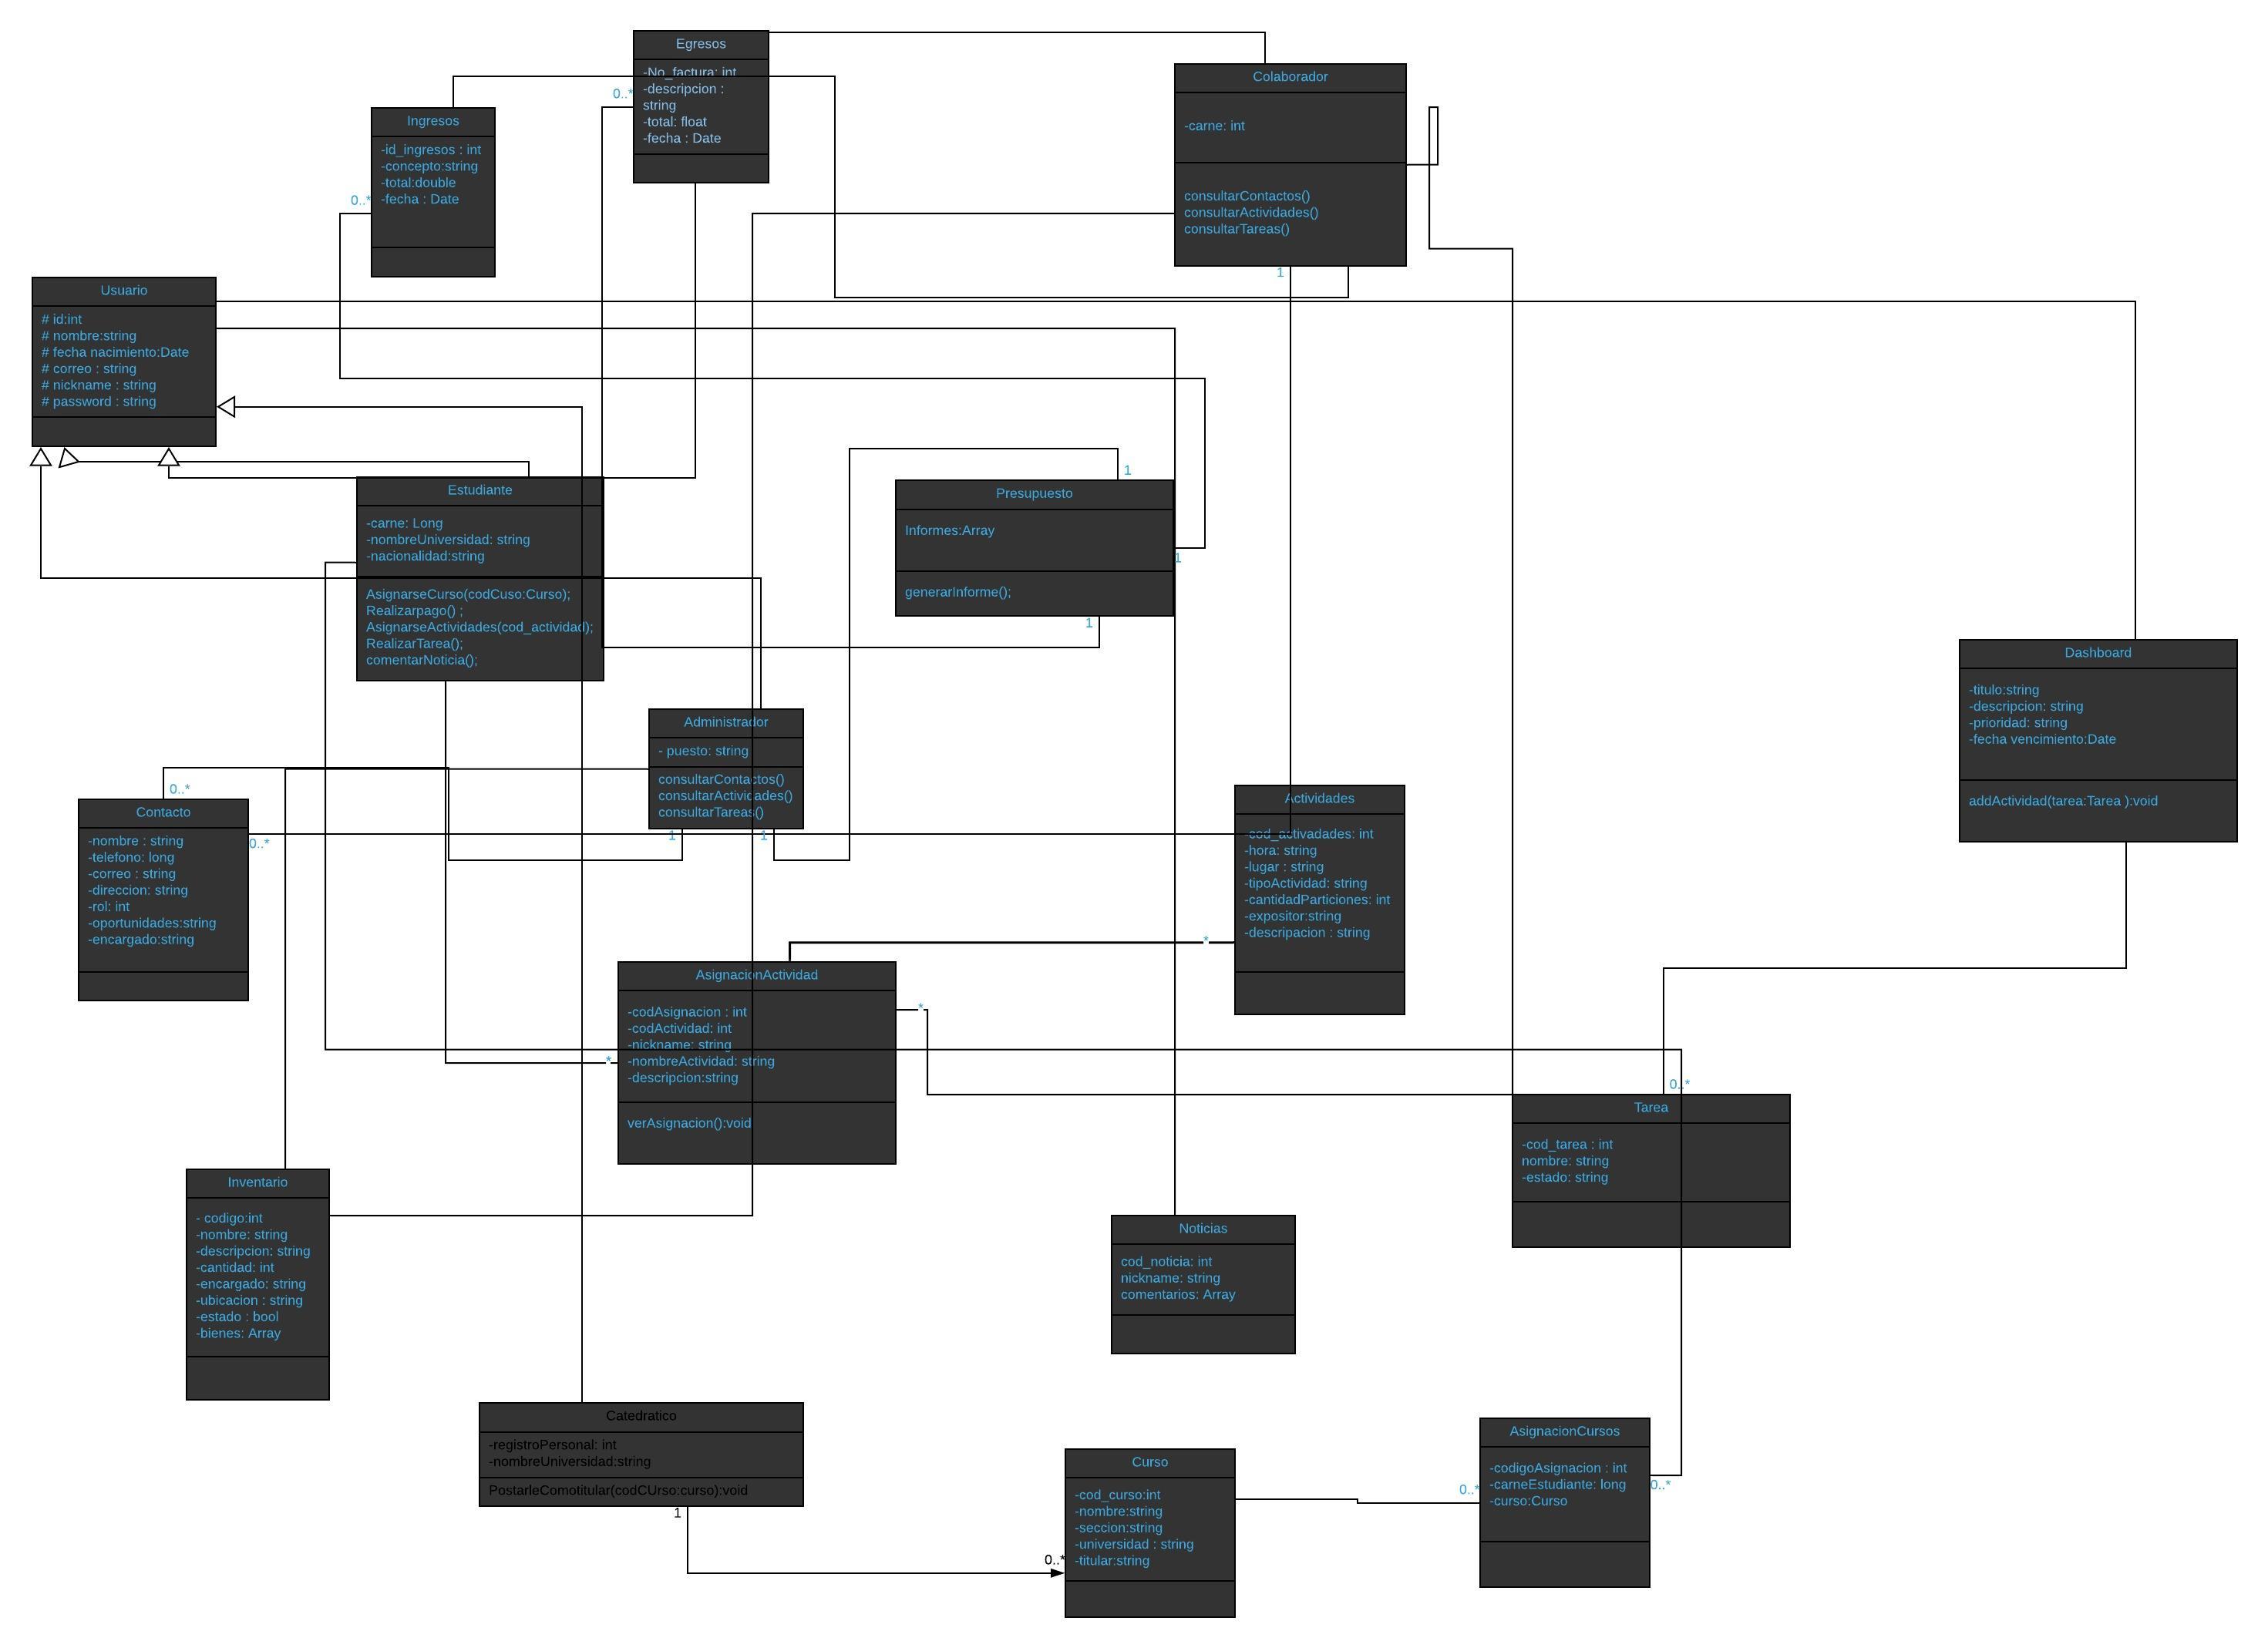 Egresos
-No_factura: int
-descripcion :
string
-total: float
-fecha : Date
0..*
Colaborador
-carne: int
consultarContactos()
consultarActividades()
consultarTareas()
1
Ingresos
-id_ingresos : int
-concepto:string
-total:double
-fecha : Date
0..*
Usuario
# id:int
# nombre:string
# fecha nacimiento:Date
# correo : string
# nickname : string
# password : string
Estudiante
-carne: Long
-nombreUniversidad: string
-nacionalidad:string
AsignarseCurso(codCuso:Curso);
Realizarpago() ;
AsignarseActividades(cod_actividad);
RealizarTarea();
comentarNoticia();
1
Presupuesto
Informes:Array
generarInforme();
1
1
Dashboard
-titulo:string
-descripcion: string
-prioridad: string
-fecha vencimiento:Date
addActividad(tarea:Tarea ):void
Administrador
- puesto: string
consultarContactos()
consultarActividades()
consultarTareas()
1
1
0..*
Contacto
-nombre : string
-telefono: long
-correo : string
-direccion: string
-rol: int
-oportunidades:string
-encargado:string
0..*
Actividades
-cod_activadades: int
-hora: string
-lugar : string
-tipoActividad: string
-cantidadParticiones: int
-expositor:string
-descripacion : string
*
AsignacionActividad
-codAsignacion : int
-codActividad: int
-nickname: string
-nombreActividad: string
-descripcion:string
verAsignacion():void
*
*
0..*
Tarea
-cod_tarea : int
nombre: string
-estado: string
Inventario
- codigo:int
-nombre: string
-descripcion: string
-cantidad: int
-encargado: string
-ubicacion : string
-estado : bool
-bienes: Array
Noticias
cod_noticia: int
nickname: string
comentarios: Array
Catedratico
-registroPersonal: int
-nombreUniversidad:string
PostarleComotitular(codCUrso:curso):void
1
0..*
Curso
-cod_curso:int
-nombre:string
-seccion:string
-universidad : string
-titular:string
AsignacionCursos
-codigoAsignacion : int
-carneEstudiante: long
-curso:Curso
0..*
0..*